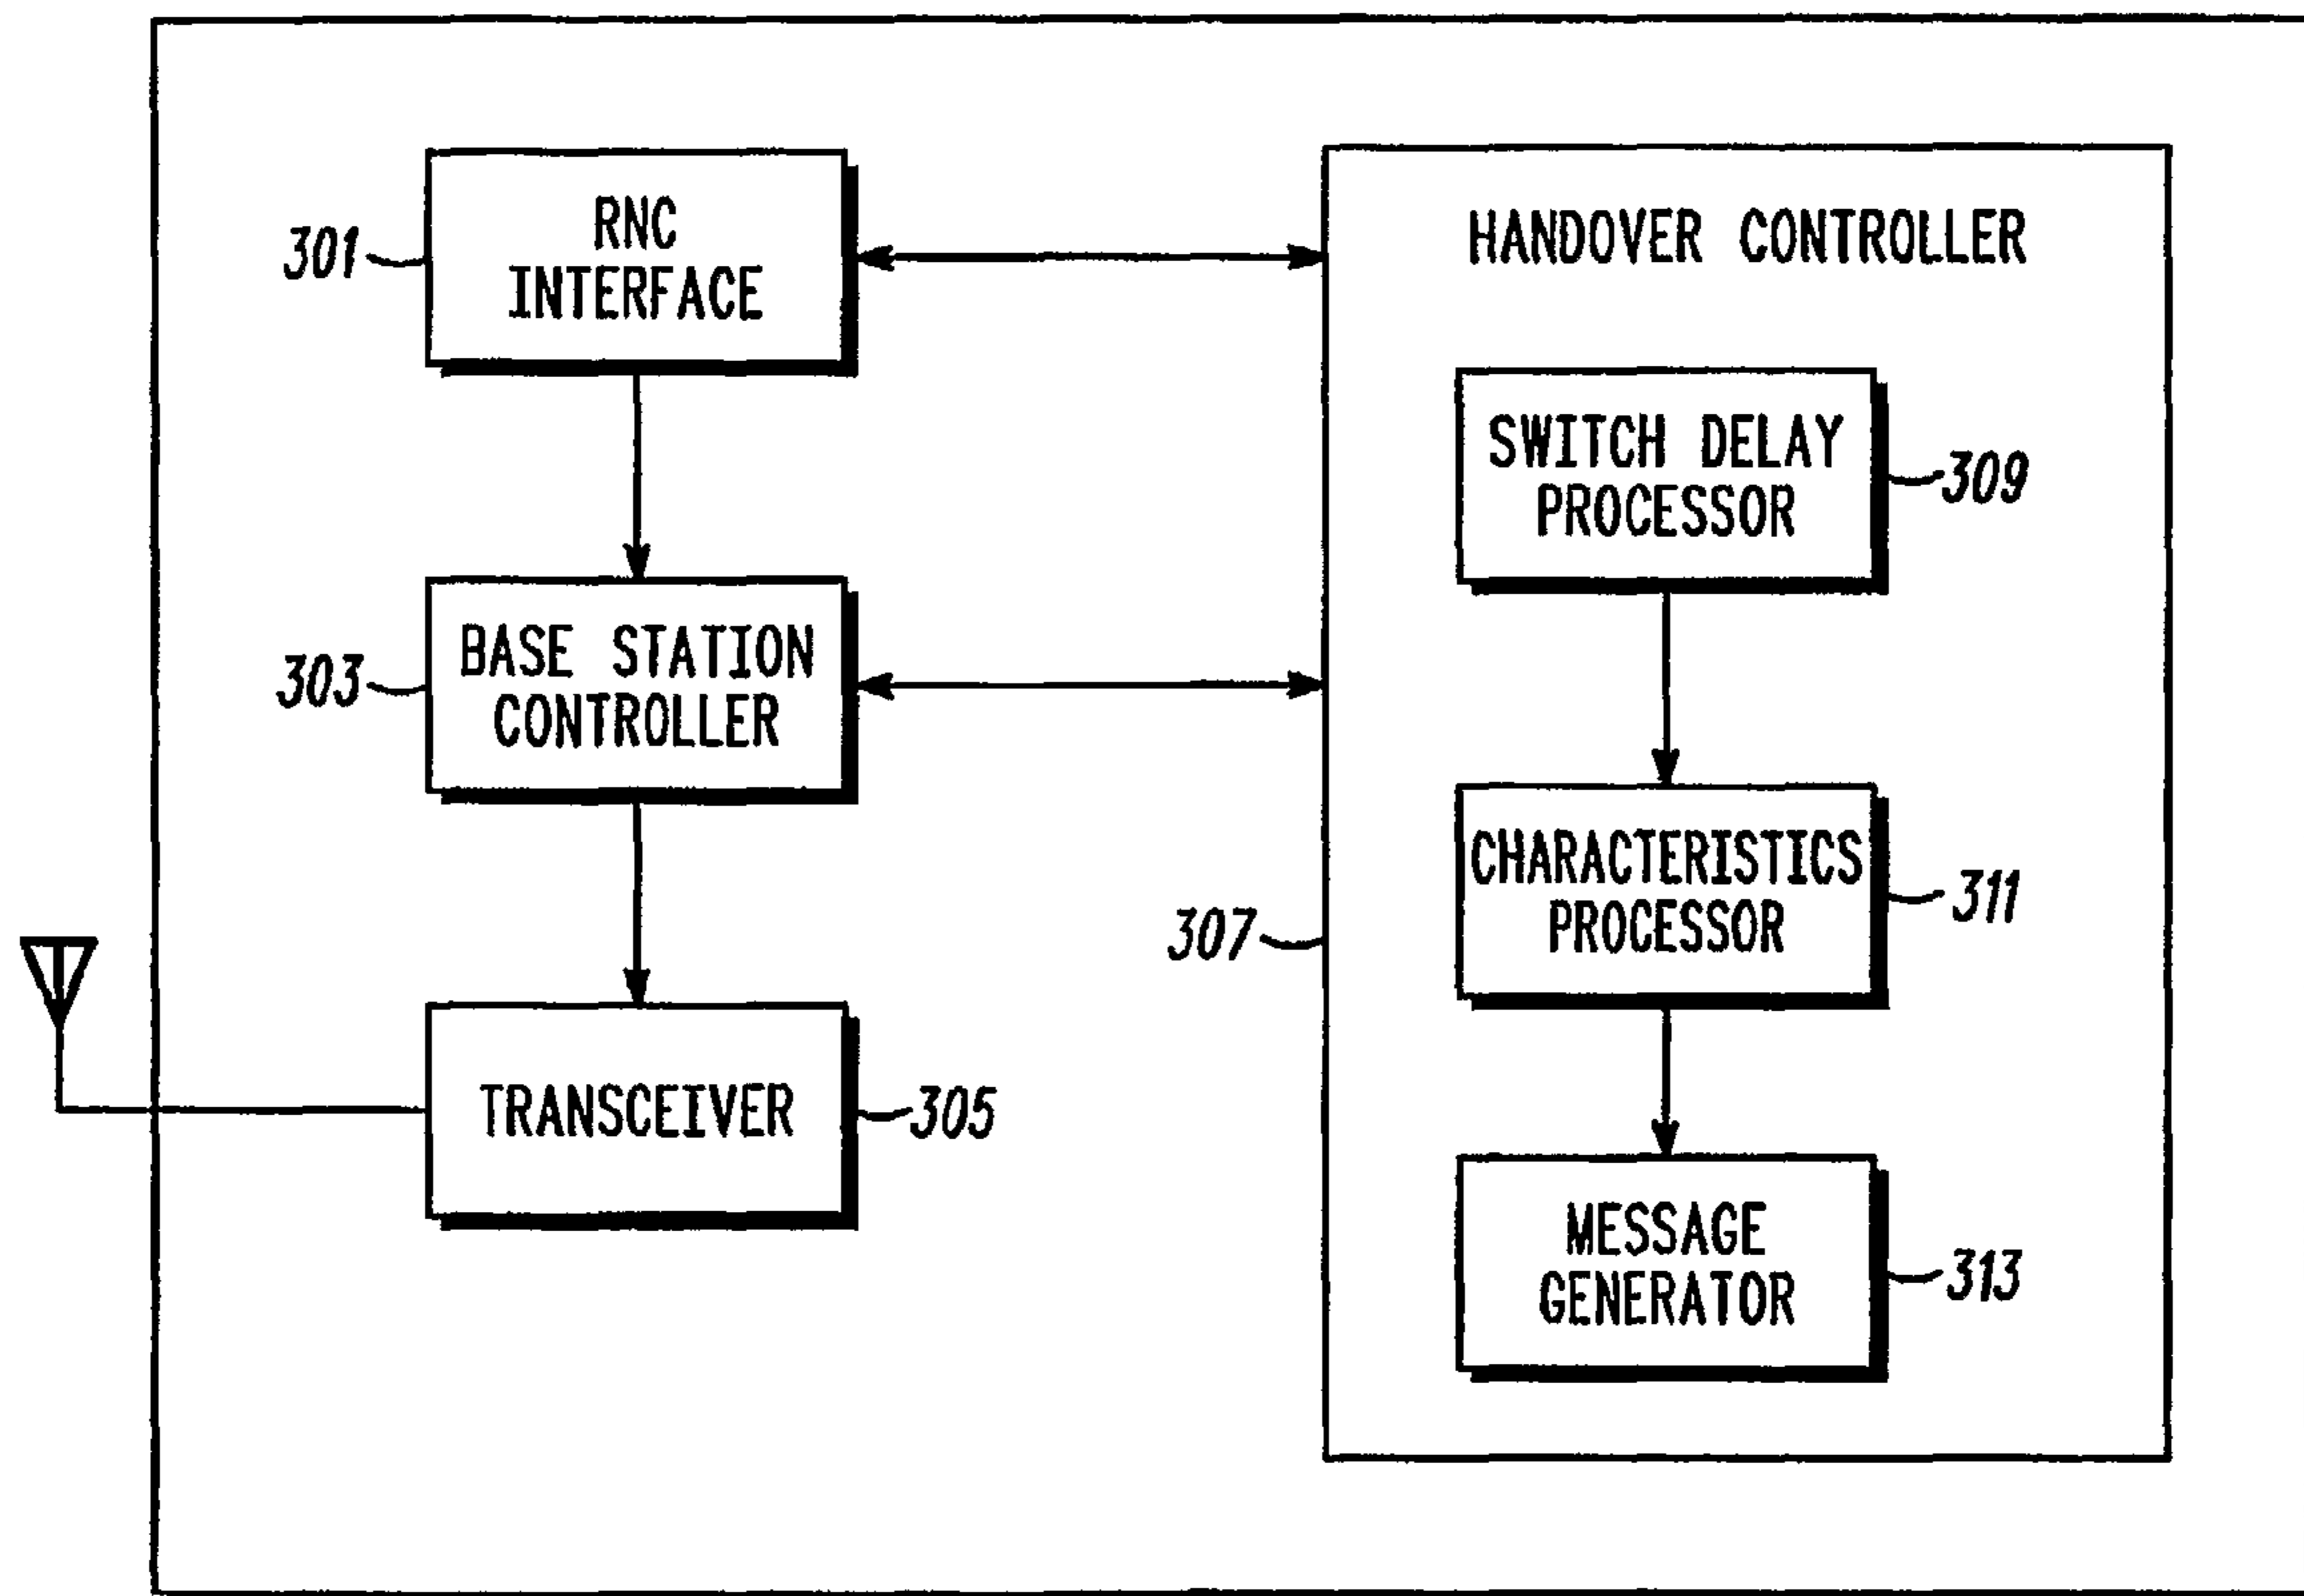 RNC
INTERFACE
301
HANDOVER CONTROLLER
SWITCH DELAY
PROCESSOR
309
BASE STATION
CONTROLLER
303
CHARACTERISTICS
PROCESSOR
311
307
TRANSCEIVER
305
MESSAGE
GENERATOR
313